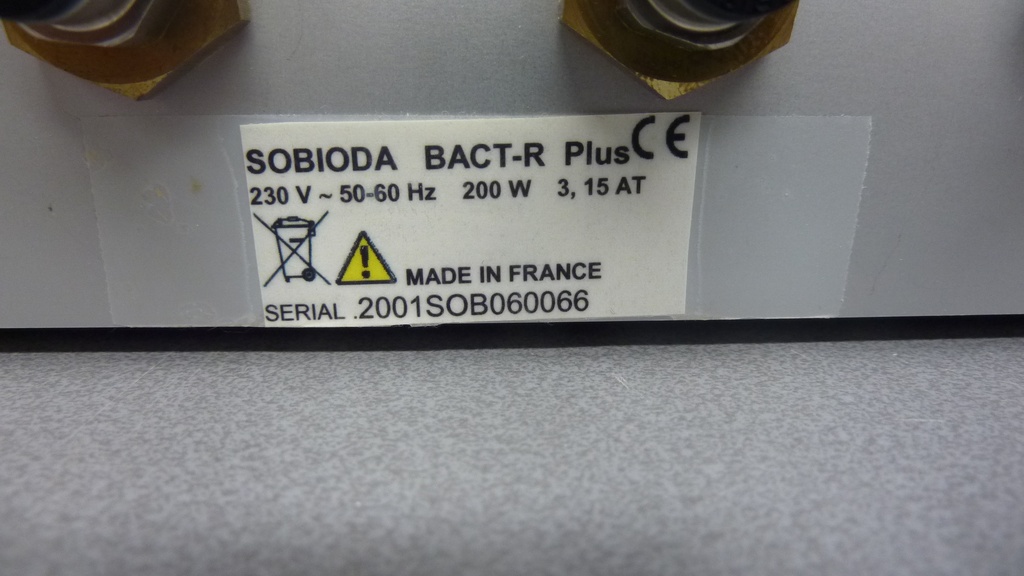 SOBIODA BACT-R Plus CE
230 V ~ 50-60 Hz 200 W 3, 15 AT
MADE IN FRANCE
SERIAL .2001SOB060066